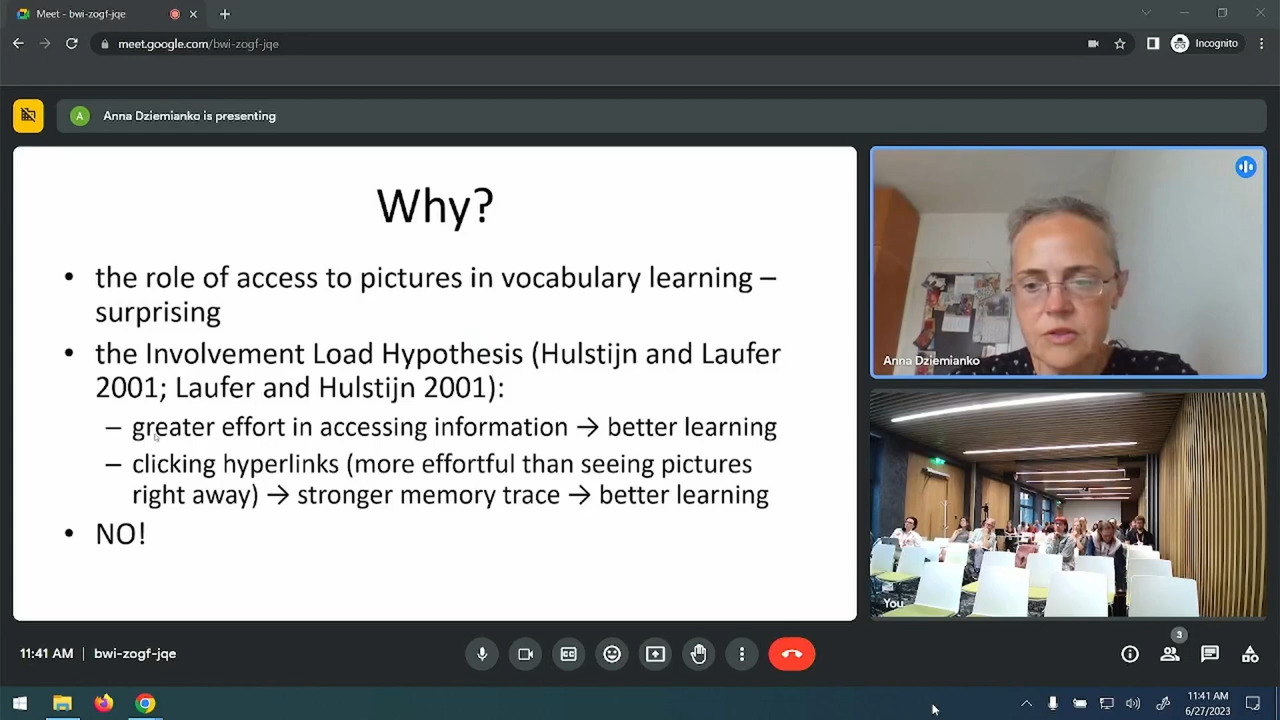 Meet - bwi-zogf-jqe
meet.google.com/bwi-zogf-jqe
Incognito
A
Anna Dziemianko is presenting
Why?
• the role of access to pictures in vocabulary learning –
surprising
• the Involvement Load Hypothesis (Hulstijn and Laufer
2001; Laufer and Hulstijn 2001):
– greater effort in accessing information → better learning
– clicking hyperlinks (more effortful than seeing pictures
right away) → stronger memory trace → better learning
• NO!
Anna Dziemianko
You
11:41 AM | bwi-zogf-jqe
3
11:41 AM
6/27/2023